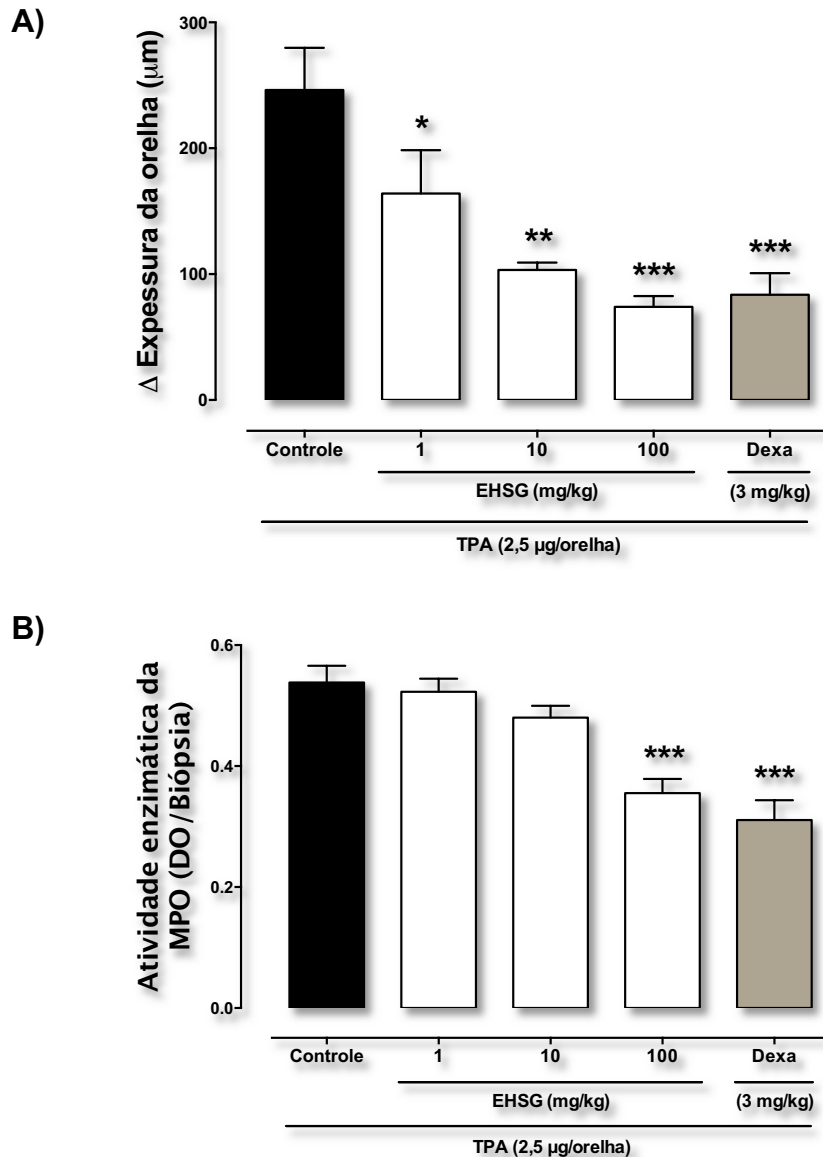 A)
Δ Expessura da orelha (μm)
300
200
100
0
*
**
***
***
Controle 1 10 100 Dexa
EHSG (mg/kg) (3 mg/kg)
TPA (2,5 μg/orelha)
B)
Atividade enzimática da
MPO (DO/Biópsia)
0.6
0.4
0.2
0.0
***
***
Controle 1 10 100 Dexa
EHSG (mg/kg) (3 mg/kg)
TPA (2,5 μg/orelha)